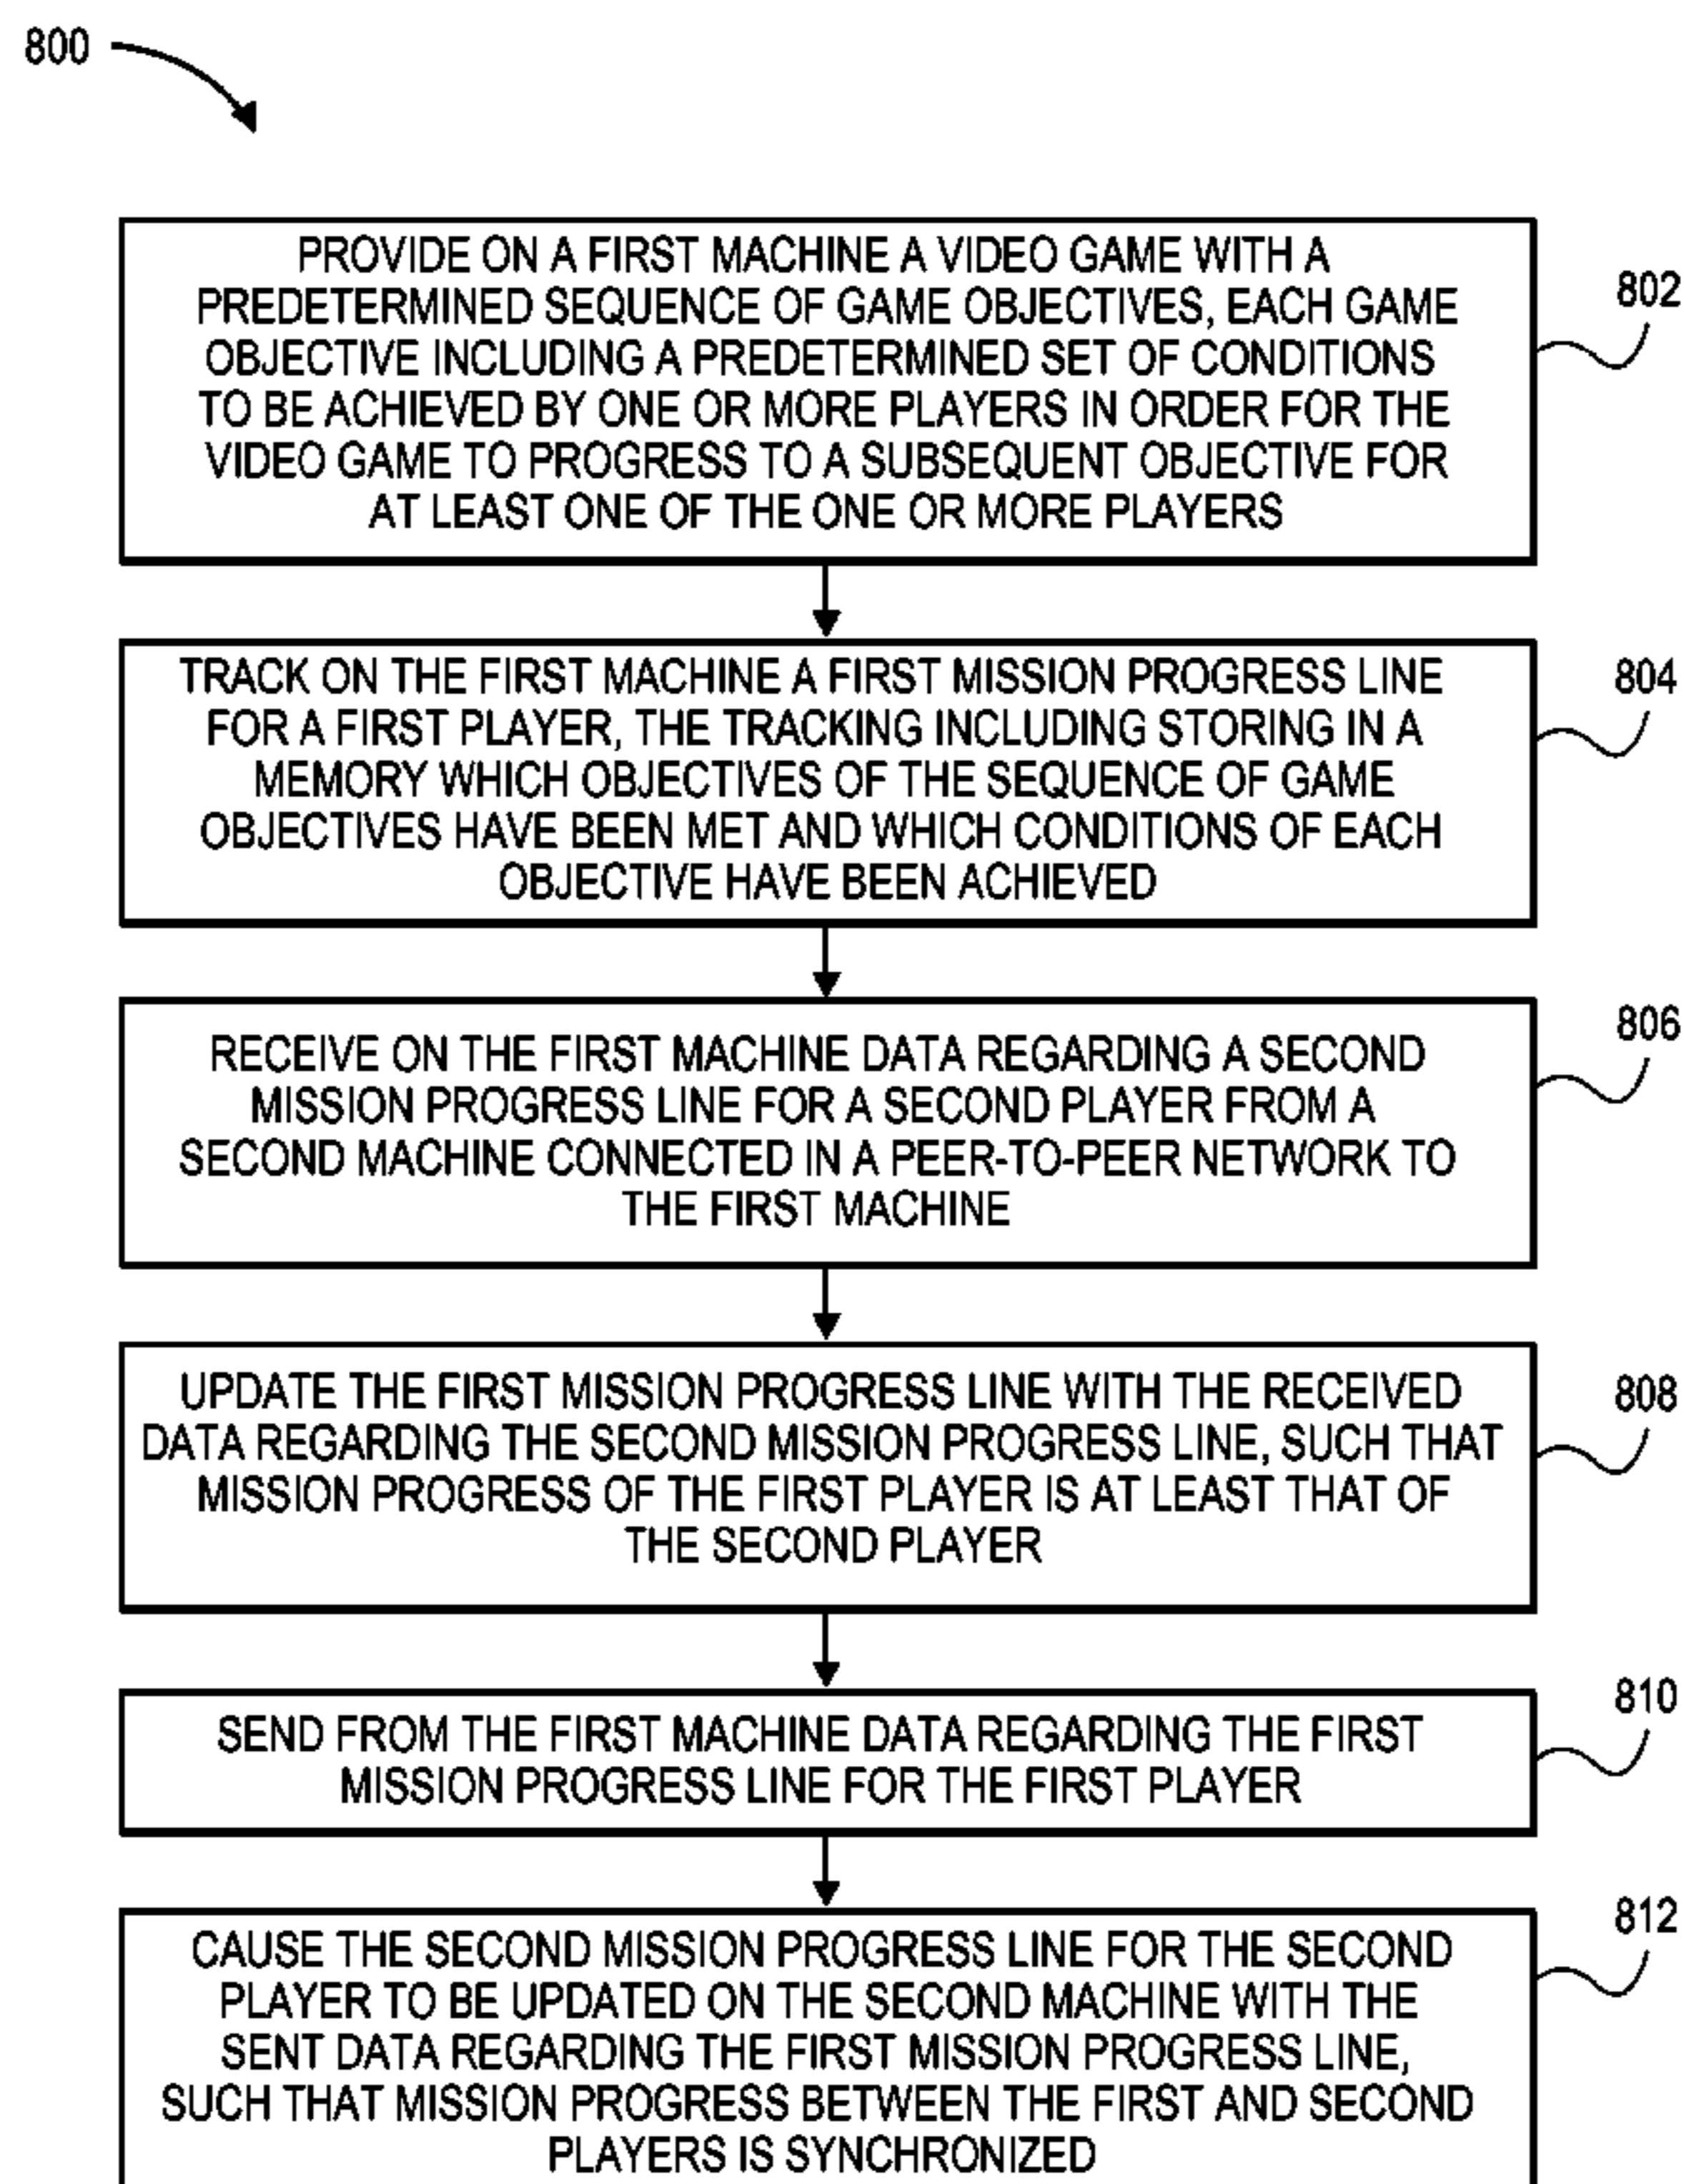 800
PROVIDE ON A FIRST MACHINE A VIDEO GAME WITH A
PREDETERMINED SEQUENCE OF GAME OBJECTIVES, EACH GAME
OBJECTIVE INCLUDING A PREDETERMINED SET OF CONDITIONS
TO BE ACHIEVED BY ONE OR MORE PLAYERS IN ORDER FOR THE
VIDEO GAME TO PROGRESS TO A SUBSEQUENT OBJECTIVE FOR
AT LEAST ONE OF THE ONE OR MORE PLAYERS
802
TRACK ON THE FIRST MACHINE A FIRST MISSION PROGRESS LINE
FOR A FIRST PLAYER, THE TRACKING INCLUDING STORING IN A
MEMORY WHICH OBJECTIVES OF THE SEQUENCE OF GAME
OBJECTIVES HAVE BEEN MET AND WHICH CONDITIONS OF EACH
OBJECTIVE HAVE BEEN ACHIEVED
804
RECEIVE ON THE FIRST MACHINE DATA REGARDING A SECOND
MISSION PROGRESS LINE FOR A SECOND PLAYER FROM A
SECOND MACHINE CONNECTED IN A PEER-TO-PEER NETWORK TO
THE FIRST MACHINE
806
UPDATE THE FIRST MISSION PROGRESS LINE WITH THE RECEIVED
DATA REGARDING THE SECOND MISSION PROGRESS LINE, SUCH THAT
MISSION PROGRESS OF THE FIRST PLAYER IS AT LEAST THAT OF
THE SECOND PLAYER
808
SEND FROM THE FIRST MACHINE DATA REGARDING THE FIRST
MISSION PROGRESS LINE FOR THE FIRST PLAYER
810
CAUSE THE SECOND MISSION PROGRESS LINE FOR THE SECOND
PLAYER TO BE UPDATED ON THE SECOND MACHINE WITH THE
SENT DATA REGARDING THE FIRST MISSION PROGRESS LINE,
SUCH THAT MISSION PROGRESS BETWEEN THE FIRST AND SECOND
PLAYERS IS SYNCHRONIZED
812